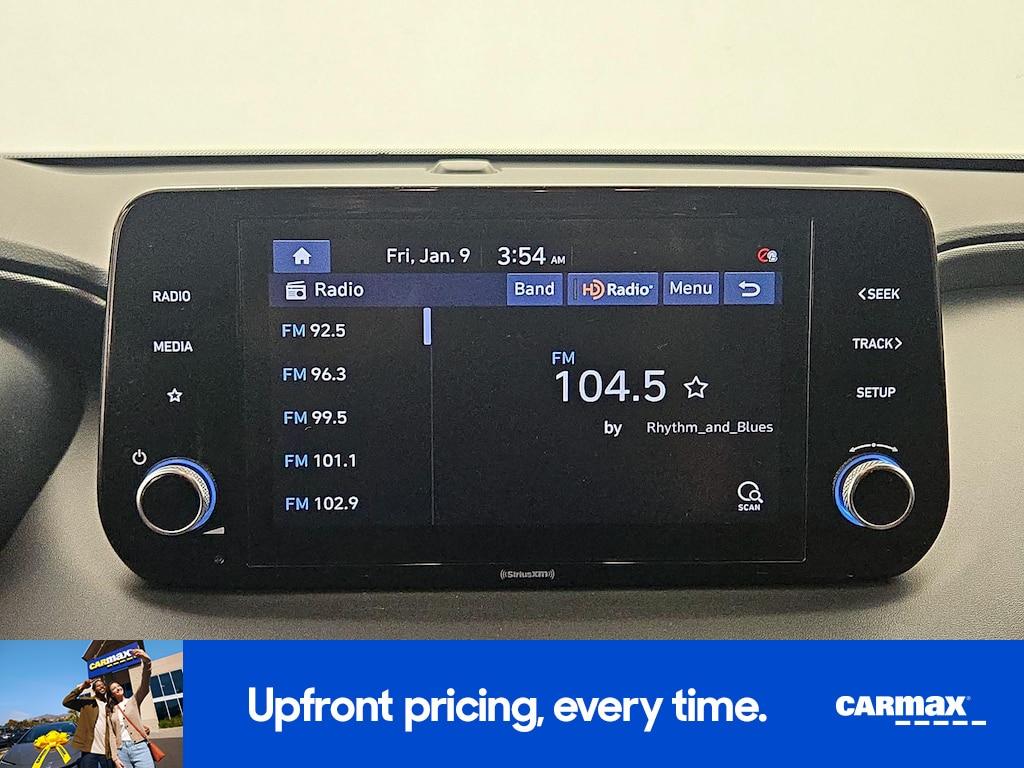 Fri, Jan. 9 3:54 AM
Radio Band HD Radio Menu
RADIO
MEDIA
FM 92.5
FM 96.3
FM 99.5
FM 101.1
FM 102.9
FM
104.5
by Rhythm_and_Blues
SCAN
<SEEK
TRACK>
SETUP
((SiriusXM))
CARMAX
Upfront pricing, every time.
CARMAX